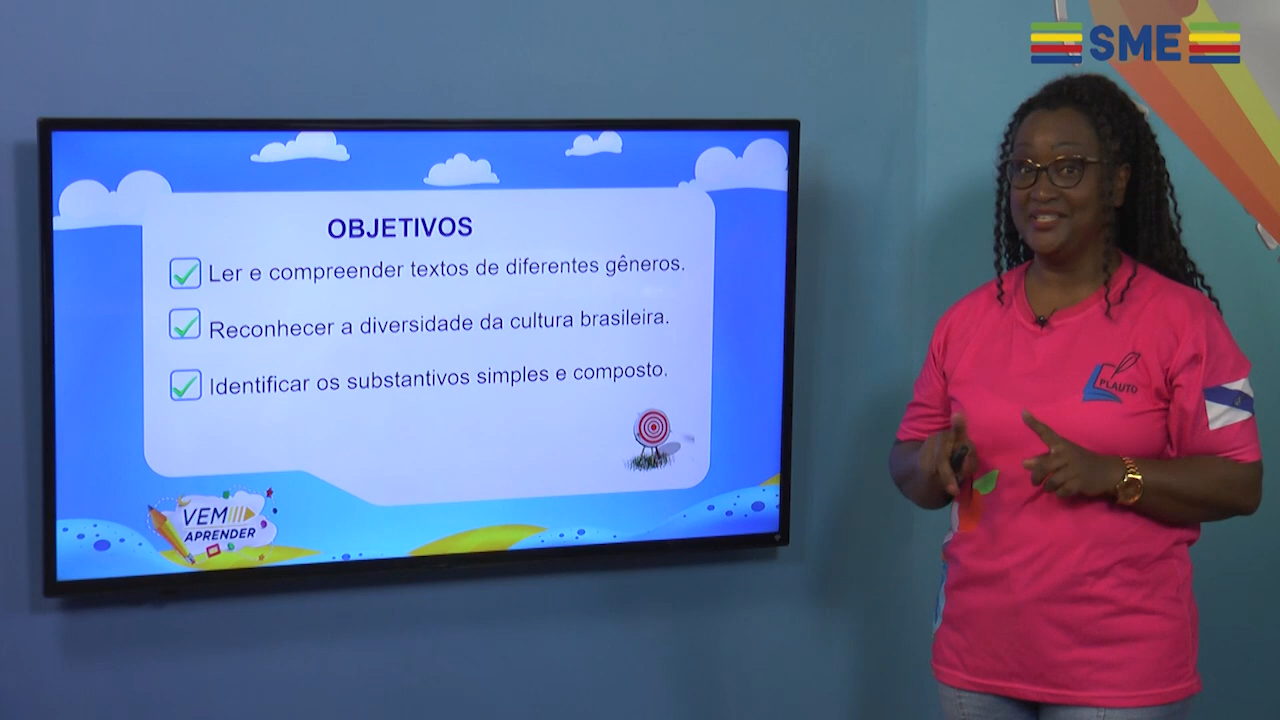 SME
OBJETIVOS
Ler e compreender textos de diferentes gêneros.
Reconhecer a diversidade da cultura brasileira.
Identificar os substantivos simples e composto.
VEM
APRENDER
PLAUTO